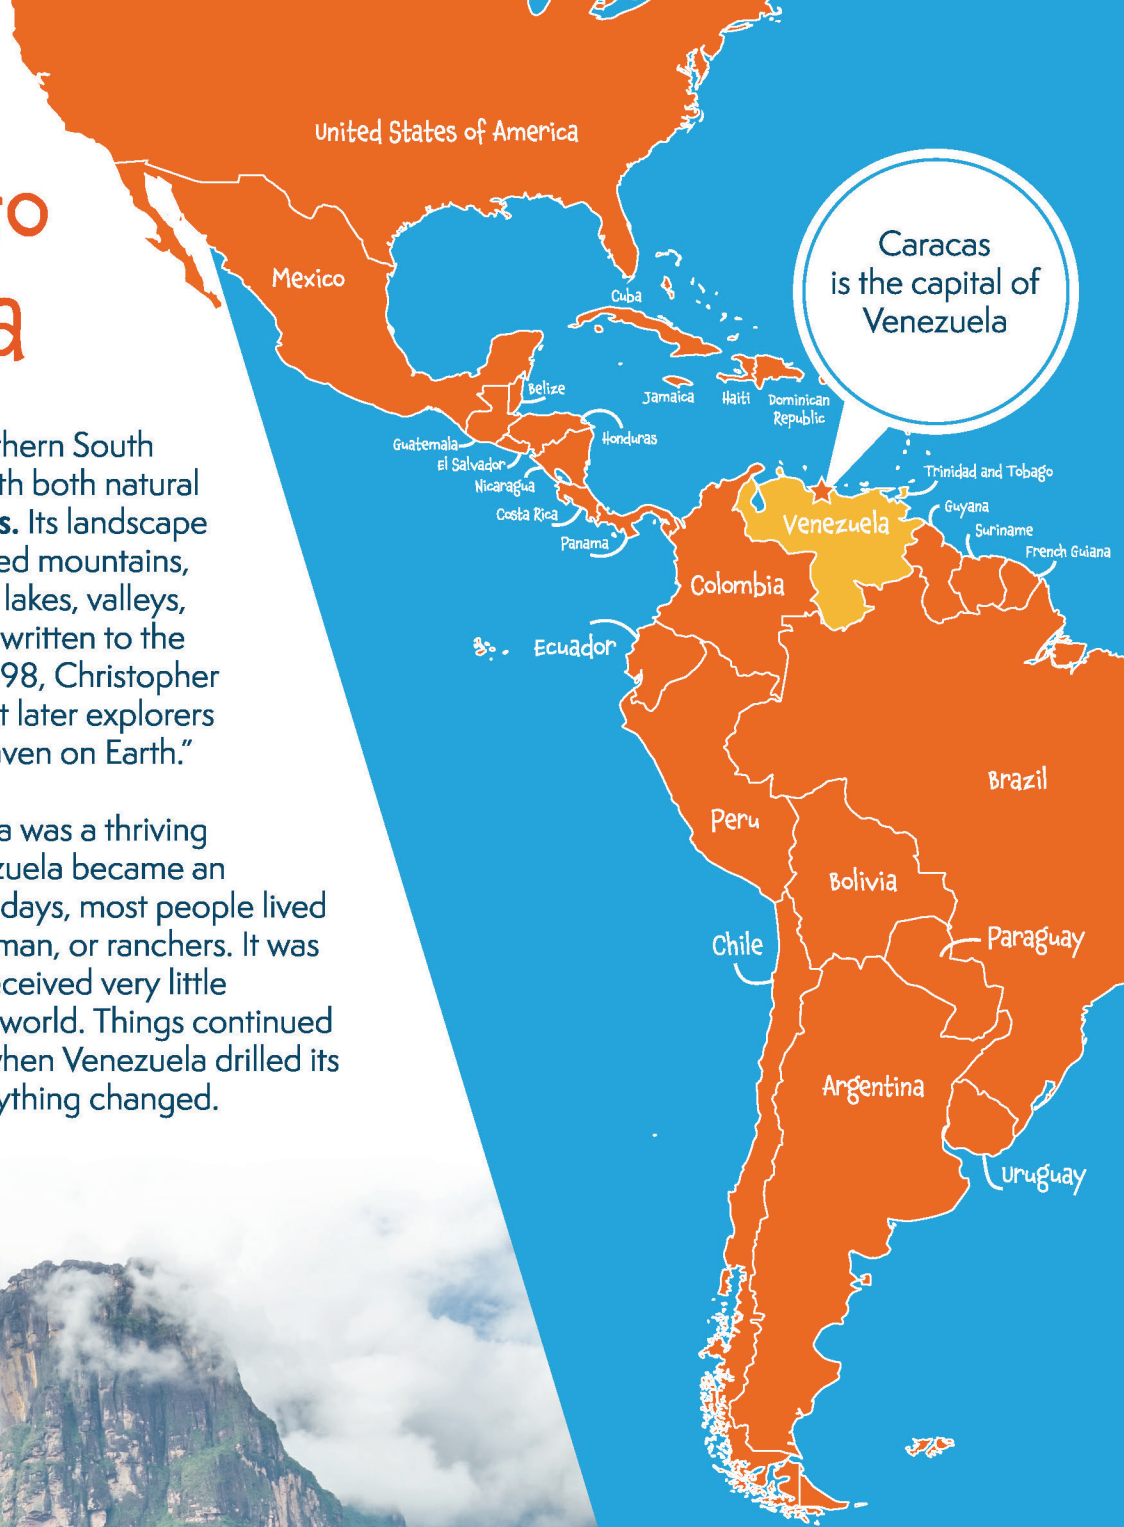 to
a
thern South
th both natural
s. Its landscape
ed mountains,
lakes, valleys,
written to the
98, Christopher
t later explorers
aven on Earth.”
a was a thriving
zuela became an
days, most people lived
man, or ranchers. It was
ceived very little
world. Things continued
when Venezuela drilled its
ything changed.
United States of America
Caracas
is the capital of
Venezuela
Mexico
Cuba
Belize
Jamaica
Haiti
Dominican
Republic
Guatemala
Honduras
El Salvador
Nicaragua
Costa Rica
Panama
Trinidad and Tobago
Guyana
Suriname
French Guiana
Venezuela
Colombia
Ecuador
Brazil
Peru
Bolivia
Chile
Paraguay
Argentina
Uruguay